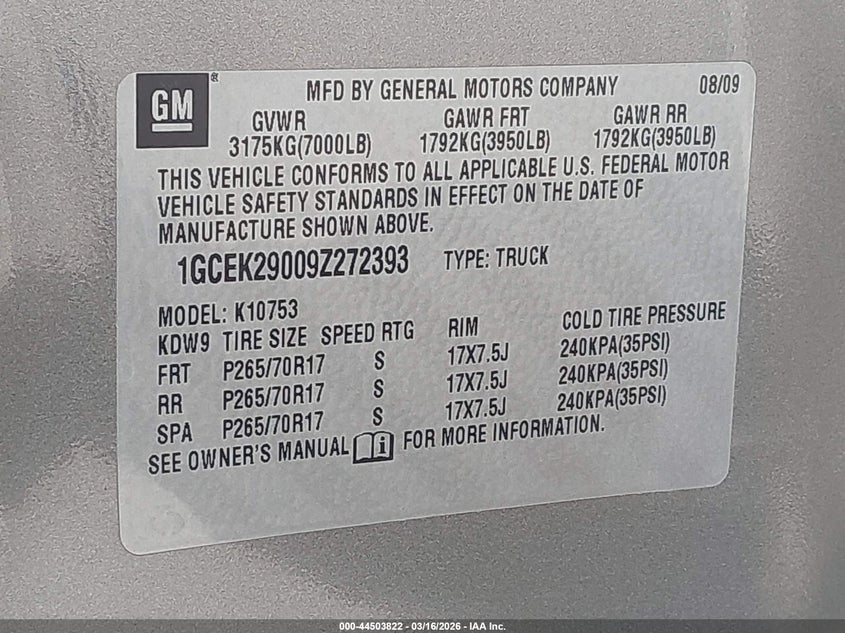 GM ®
MFD BY GENERAL MOTORS COMPANY 08/09
GVWR GAWR FRT GAWR RR
3175KG(7000LB) 1792KG(3950LB) 1792KG(3950LB)
THIS VEHICLE CONFORMS TO ALL APPLICABLE U.S. FEDERAL MOTOR
VEHICLE SAFETY STANDARDS IN EFFECT ON THE DATE OF
MANUFACTURE SHOWN ABOVE.
1GCEK29009Z272393 TYPE: TRUCK
MODEL: K10753
KDW9 TIRE SIZE SPEED RTG RIM COLD TIRE PRESSURE
FRT P265/70R17 S 17X7.5J 240KPA(35PSI)
RR P265/70R17 S 17X7.5J 240KPA(35PSI)
SPA P265/70R17 S 17X7.5J 240KPA(35PSI)
SEE OWNER'S MANUAL i FOR MORE INFORMATION.
000-44503822 - 03/16/2026 - IAA Inc.